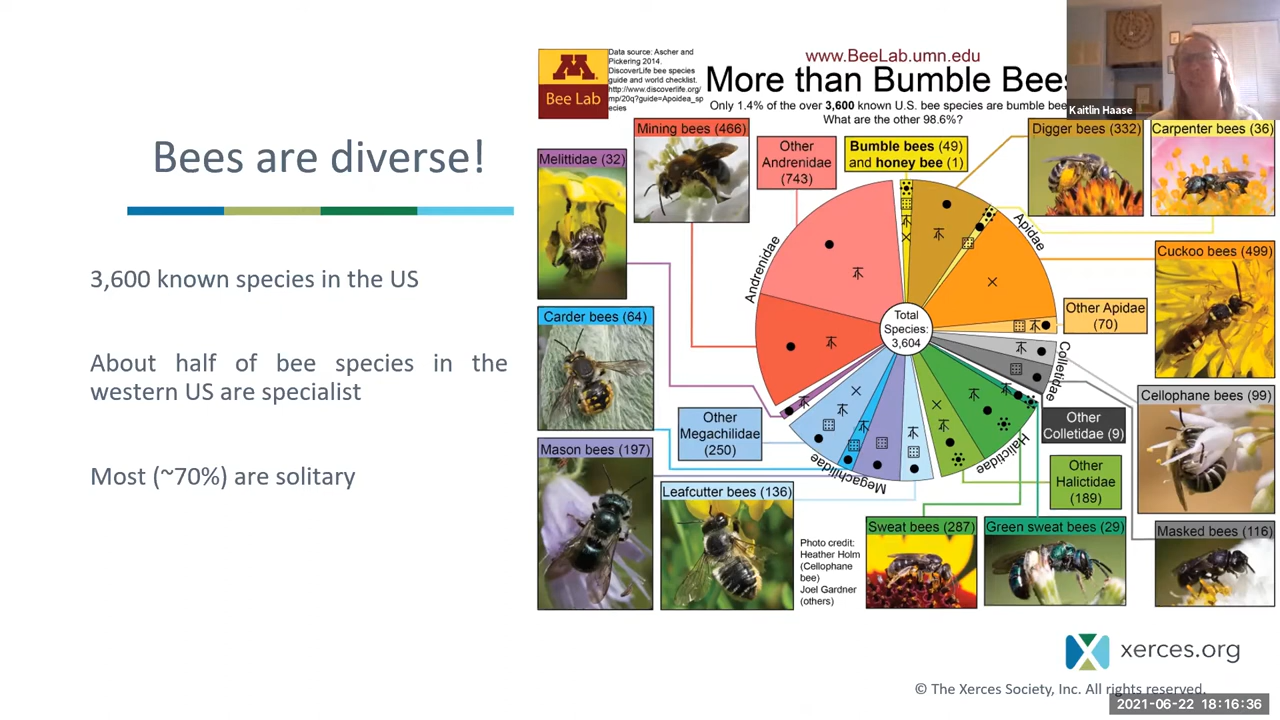 Bees are diverse!
3,600 known species in the US
About half of bee species in the
western US are specialist
Most (~70%) are solitary
M
Bee Lab
Data source: Ascher and
Pickering 2014.
DiscoverLife bee species
guide and world checklist.
http://www.discoverlife.org/
mp/20q?guide=Apoidea_sp
ecies
www.BeeLab.umn.edu
More than Bumble Bees
Only 1.4% of the over 3,600 known U.S. bee species are bumble bee
What are the other 98.6%?
Kaitlin Haase
Melittidae (32)
Mining bees (466)
Other
Andrenidae
(743)
Bumble bees (49)
and honey bee (1)
Digger bees (332)
Carpenter bees (36)
Cuckoo bees (499)
Other Apidae
(70)
Andrenidae
Apidae
Total
Species:
3,604
Colletidae
Halictidae
Megachilidae
Carder bees (64)
Other
Megachilidae
(250)
Mason bees (197)
Leafcutter bees (136)
Photo credit:
Heather Holm
(Cellophane
bee)
Joel Gardner
(others)
Cellophane bees (99)
Other
Colletidae (9)
Other
Halictidae
(189)
Sweat bees (287)
Green sweat bees (29)
Masked bees (116)
xerces.org
© The Xerces Society, Inc. All rights reserved.
2021-06-22 18:16:36